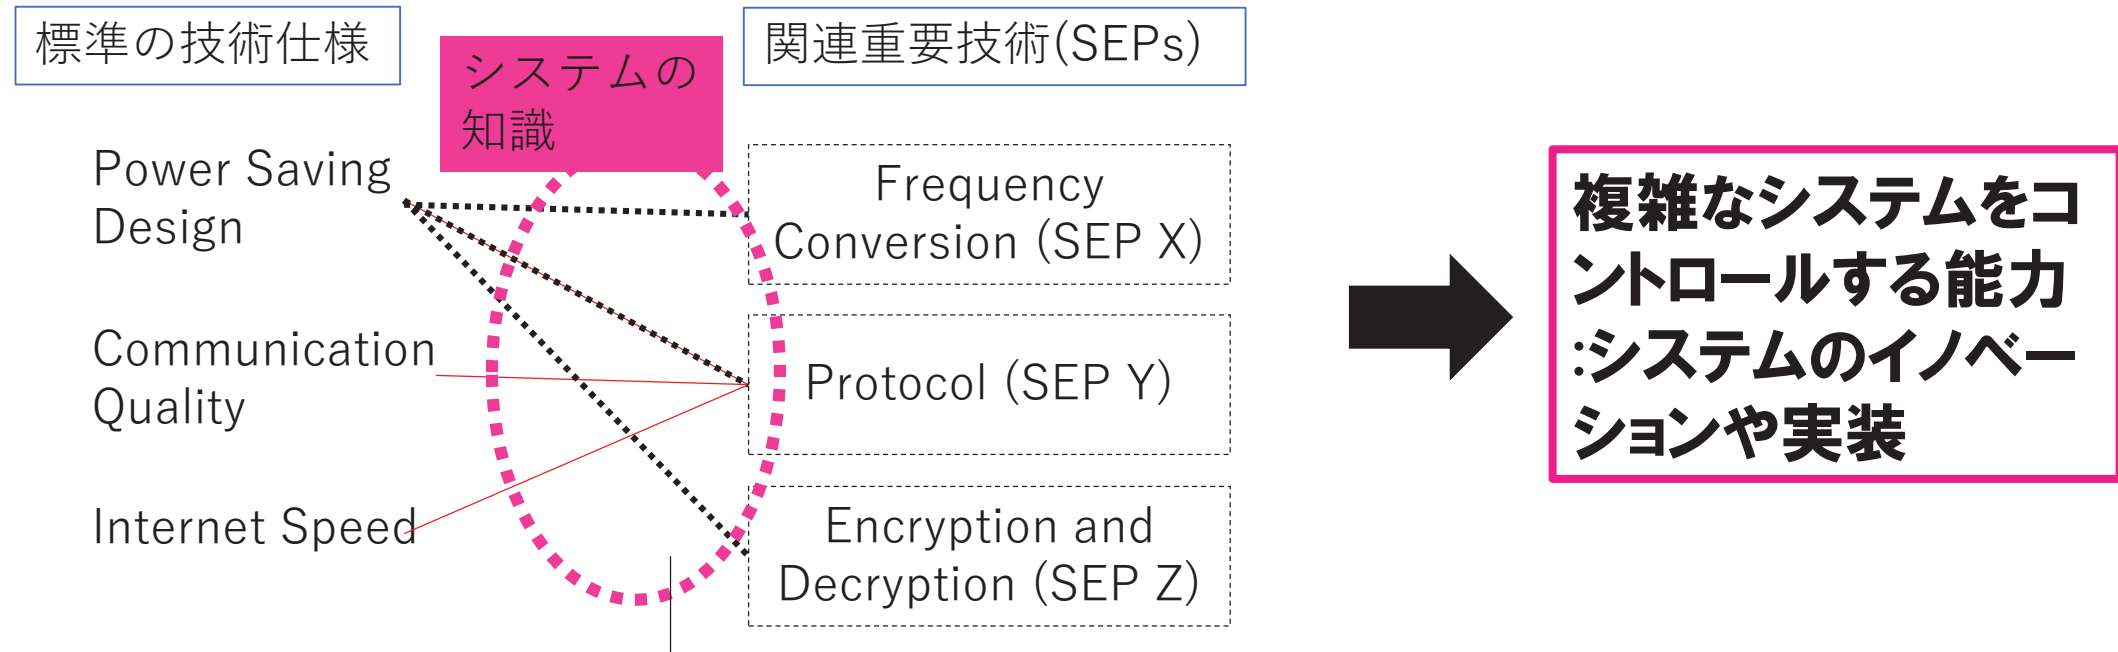 標準の技術仕様
システムの
知識
関連重要技術(SEPs)
Power Saving
Design
Communication
Quality
Internet Speed
Frequency
Conversion (SEP X)
Protocol (SEP Y)
Encryption and
Decryption (SEP Z)
複雑なシステムをコ
ントロールする能力
:システムのイノベー
ションや実装